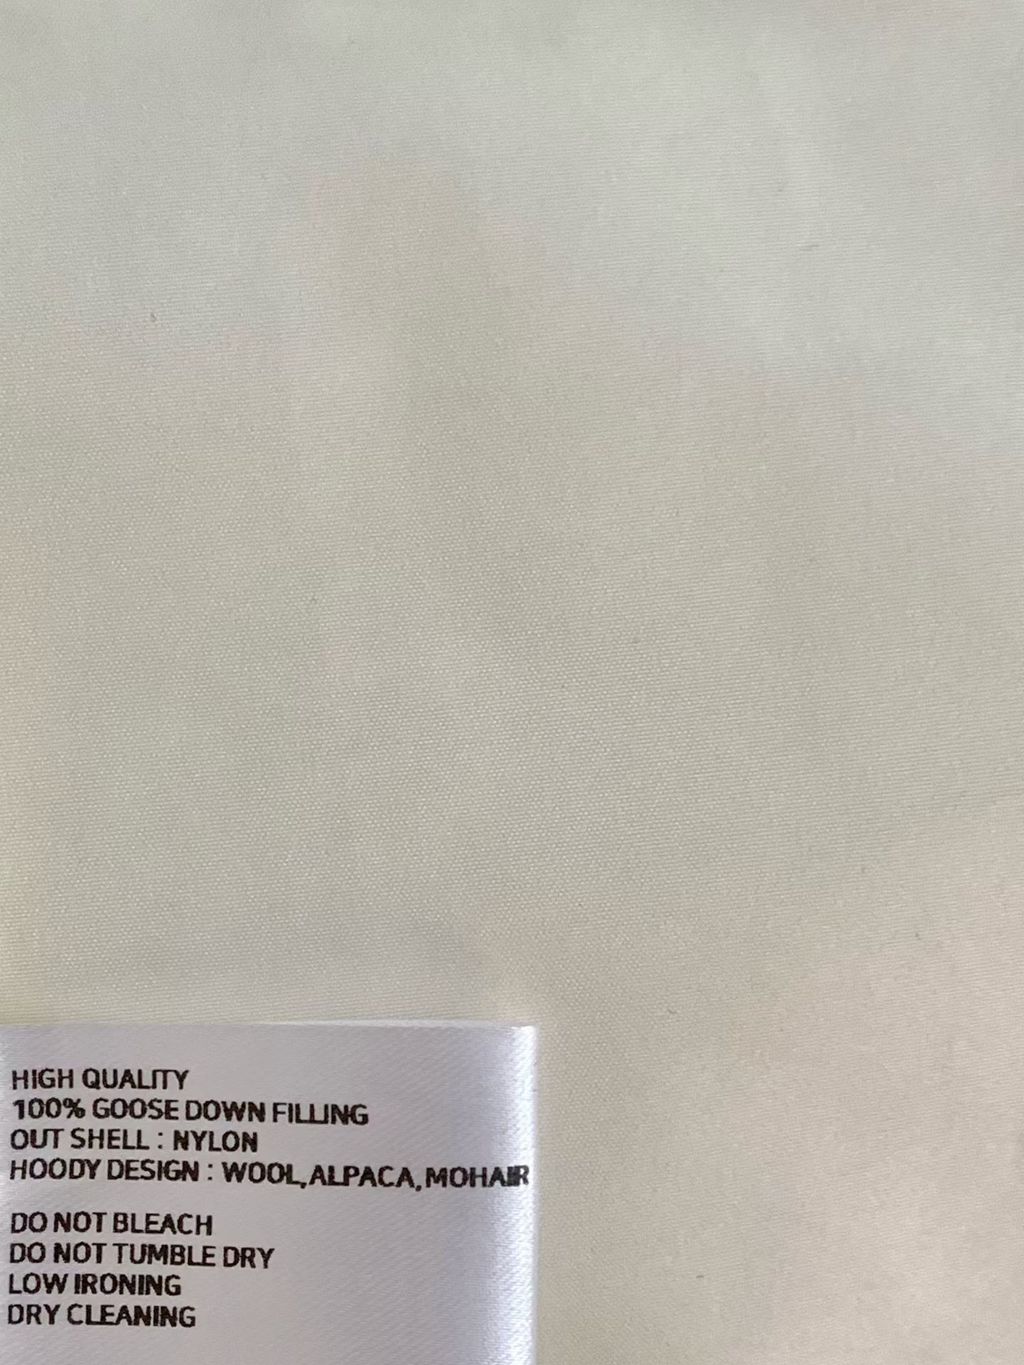 HIGH QUALITY
100% GOOSE DOWN FILLING
OUT SHELL : NYLON
HOODY DESIGN : WOOL,ALPACA,MOHAIR
DO NOT BLEACH
DO NOT TUMBLE DRY
LOW IRONING
DRY CLEANING